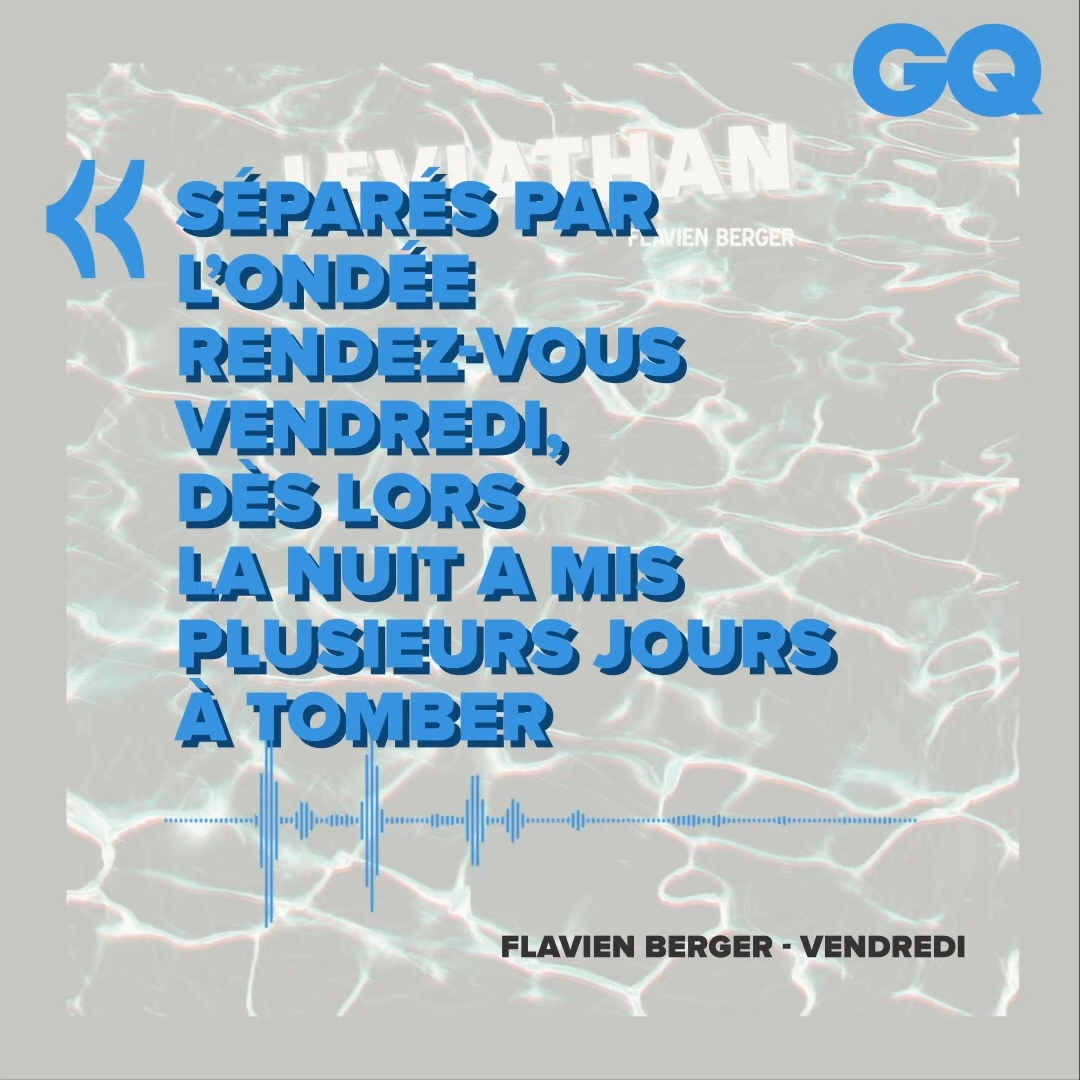 GQ
LEVIATHAN
« SÉPARÉS PAR
FLAVIEN BERGER
L'ONDÉE
RENDEZ-VOUS
VENDREDI,
DÈS LORS
LA NUIT A MIS
PLUSIEURS JOURS
À TOMBER
FLAVIEN BERGER - VENDREDI